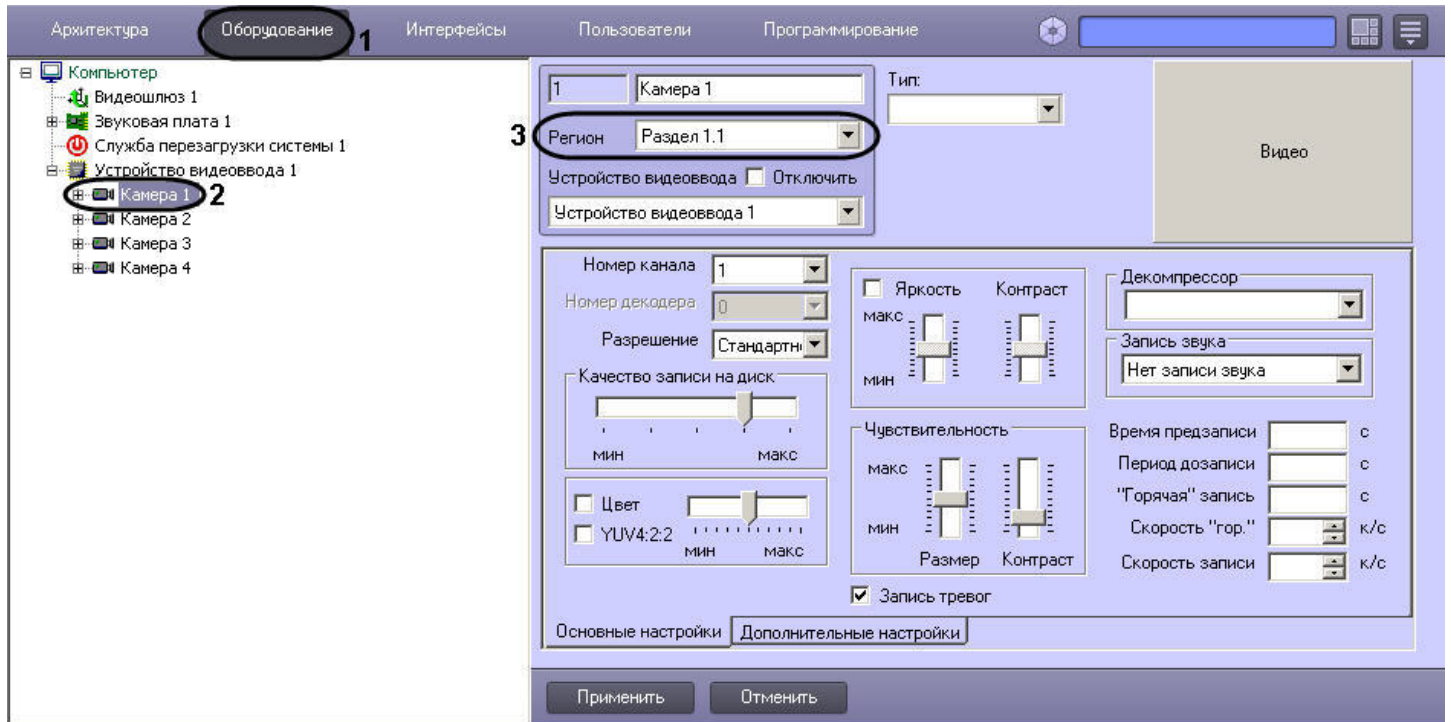 Архитектура Оборудование 1 Интерфейсы Пользователи Программирование
Компьютер
Видеошлюз 1
Звуковая плата 1
Служба перезагрузки системы 1
Устройство видеоввода 1
Камера 1 2
Камера 2
Камера 3
Камера 4
1 Камера 1 Тип:
3 Регион Раздел 1.1
Видео
Устройство видеоввода Отключить
Устройство видеоввода 1
Номер канала 1
Номер декодера 0
Разрешение Стандартн
Качество записи на диск
мин макс
Цвет
YUV4:2:2
мин макс
Яркость Контраст
макс
мин
Чувствительность
макс
мин
Размер Контраст
Запись тревог
Декомпрессор
Запись звука
Нет записи звука
Время предзаписи с
Период дозаписи с
"Горячая" запись с
Скорость "гор." к/с
Скорость записи к/с
Основные настройки Дополнительные настройки
Применить Отменить